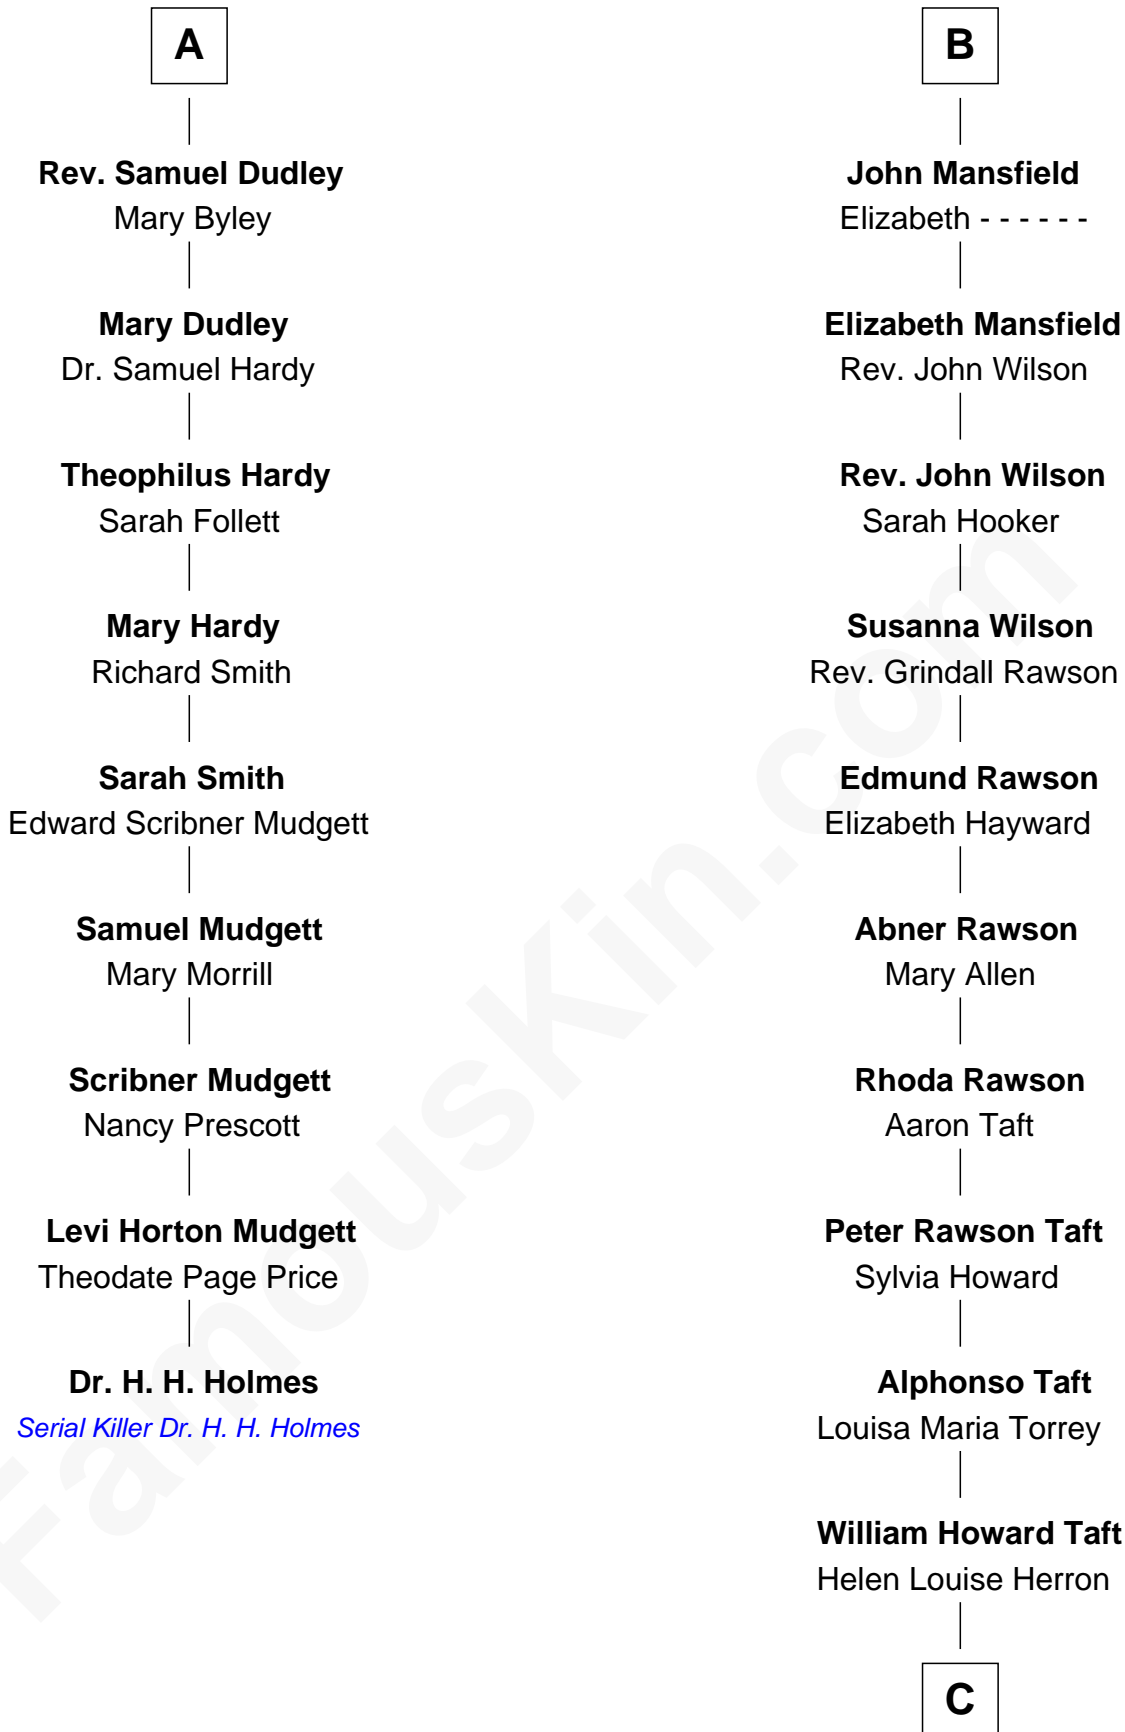 A
Rev. Samuel Dudley
Mary Byley
Mary Dudley
Dr. Samuel Hardy
Theophilus Hardy
Sarah Follett
Mary Hardy
Richard Smith
Sarah Smith
Edward Scribner Mudgett
Samuel Mudgett
Mary Morrill
Scribner Mudgett
Nancy Prescott
Levi Horton Mudgett
Theodate Page Price
Dr. H. H. Holmes
Serial Killer Dr. H. H. Holmes
B
John Mansfield
Elizabeth - - - - - -
Elizabeth Mansfield
Rev. John Wilson
Rev. John Wilson
Sarah Hooker
Susanna Wilson
Rev. Grindall Rawson
Edmund Rawson
Elizabeth Hayward
Abner Rawson
Mary Allen
Rhoda Rawson
Aaron Taft
Peter Rawson Taft
Sylvia Howard
Alphonso Taft
Louisa Maria Torrey
William Howard Taft
Helen Louise Herron
C
FamousKin.com